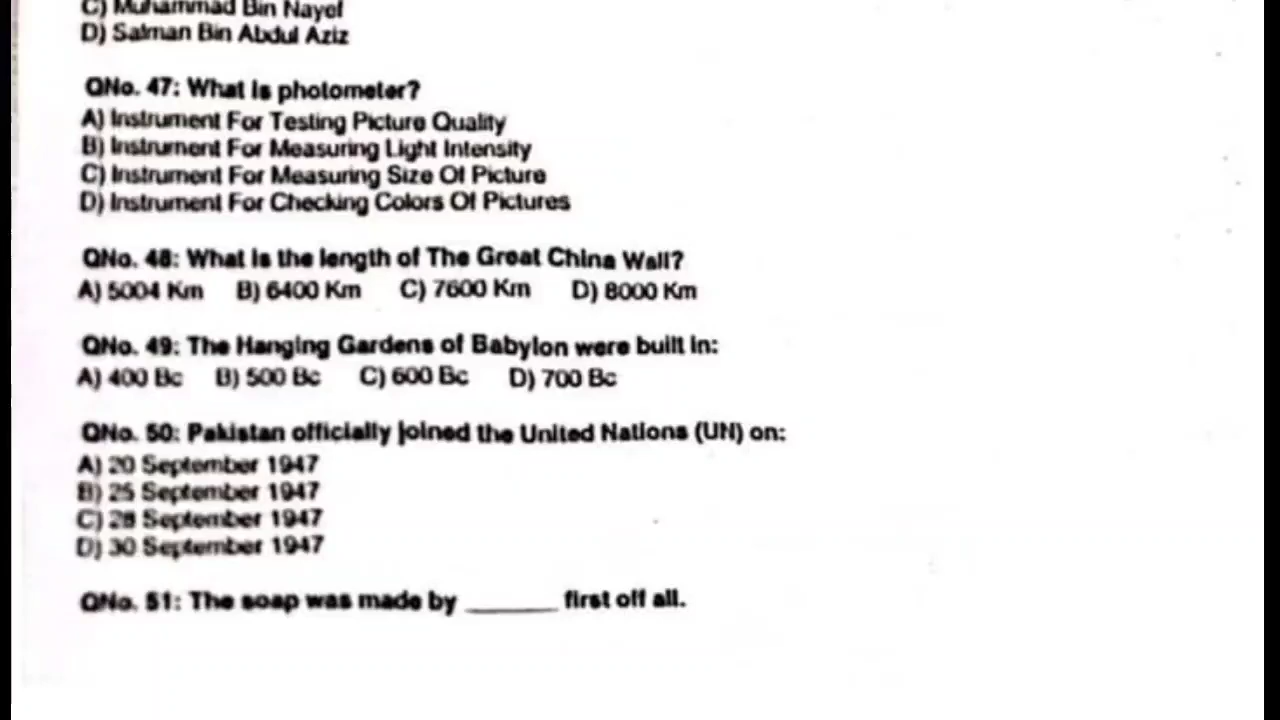 C) Muhammad Bin Nayef
D) Salman Bin Abdul Aziz
QNo. 47: What is photometer?
A) Instrument For Testing Picture Quality
B) Instrument For Measuring Light Intensity
C) Instrument For Measuring Size Of Picture
D) Instrument For Checking Colors Of Pictures
QNo. 48: What is the length of The Great China Wall?
A) 5004 Km B) 6400 Km C) 7600 Km D) 8000 Km
QNo. 49: The Hanging Gardens of Babylon were built in:
A) 400 Bc B) 500 Bc C) 600 Bc D) 700 Bc
QNo. 50: Pakistan officially joined the United Nations (UN) on:
A) 20 September 1947
B) 25 September 1947
C) 28 September 1947
D) 30 September 1947
QNo. 51: The soap was made by ______ first off all.